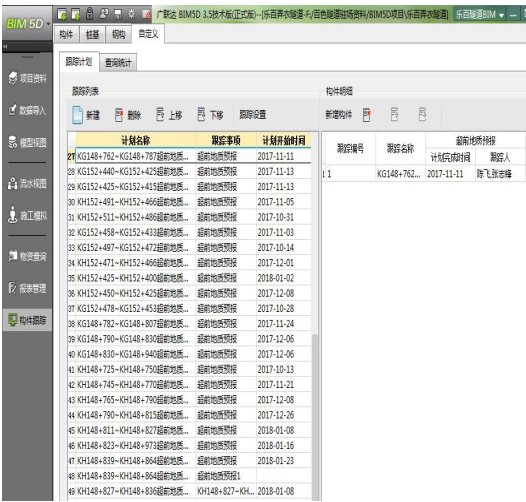 BIM 5D
广联达 BIM5D 3.5技术版(正式版)--[乐百弄农隧道-F:/百色隧道驻场资料/BIM5D项目\乐百弄农隧道]
乐百隧道BIM
构件 桩基 钢构 自定义
跟踪计划 查询统计
项目资料
数据导入
模型视图
流水视图
施工模拟
物资查询
报表管理
构件跟踪
跟踪列表
新建 删除 上移 下移 跟踪设置
计划名称 跟踪事项 计划开始时间
27 KG148+762~KG148+787超前地质... 超前地质预报 2017-11-11
28 KG152+440~KG152+425超前地质... 超前地质预报 2017-11-13
29 KG152+425~KG152+415超前地质... 超前地质预报 2017-11-13
30 KH152+491~KH152+466超前地质... 超前地质预报 2017-11-05
31 KH152+511~KH152+486超前地质... 超前地质预报 2017-10-31
32 KG152+458~KG152+433超前地质... 超前地质预报 2017-11-03
33 KG152+497~KG152+472超前地质... 超前地质预报 2017-10-14
34 KH152+471~KH152+466超前地质... 超前地质预报 2017-12-01
35 KH152+425~KH152+400超前地质... 超前地质预报 2018-01-02
36 KH152+450~KH152+425超前地质... 超前地质预报 2017-12-08
37 KG152+478~KG152+453超前地质... 超前地质预报 2017-10-28
38 KG148+782~KG148+807超前地质... 超前地质预报 2017-11-24
39 KG148+790~KG148+830超前地质... 超前地质预报 2017-12-06
40 KG148+830~KG148+940超前地质... 超前地质预报 2017-12-06
41 KH148+725~KH148+750超前地质... 超前地质预报 2017-10-13
42 KH148+745~KH148+770超前地质... 超前地质预报 2017-11-21
43 KH148+765~KH148+790超前地质... 超前地质预报 2017-12-08
44 KH148+790~KH148+815超前地质... 超前地质预报 2017-12-26
45 KH148+811~KH148+827超前地质... 超前地质预报 2018-01-08
46 KH148+823~KH148+973超前地质... 超前地质预报 2018-01-16
47 KH148+839~KH148+864超前地质... 超前地质预报 2018-01-23
48 KH148+839~KH148+864超前地质... 超前地质预报1
49 KH148+827~KH148+836超前地质... KH148+827~KH... 2018-01-08
构件明细
新增构件
跟踪编号 跟踪名称 超前地质预报
计划完成时间 跟踪人
1 1 KG148+762... 2017-11-11 陈飞张志锋